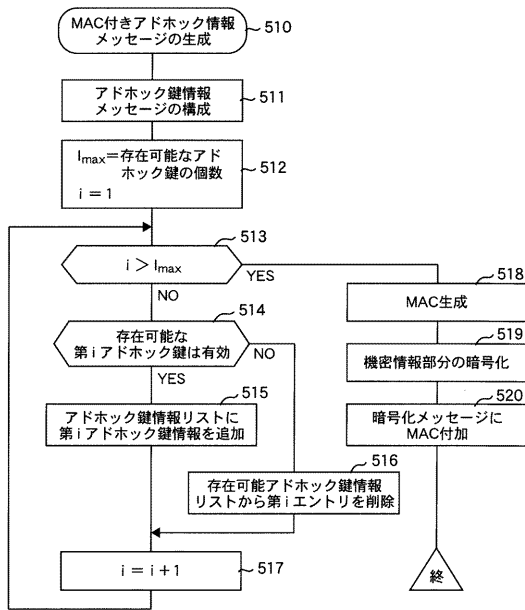 MAC付きアドホック情報
メッセージの生成
510
アドホック鍵情報
メッセージの構成
511
Imax＝存在可能なアド
ホック鍵の個数
i＝1
512
513
i＞Imax
YES
NO
514
存在可能な
第iアドホック鍵は有効
NO
YES
515
アドホック鍵情報リストに
第iアドホック鍵情報を追加
516
存在可能アドホック鍵情報
リストから第iエントリを削除
i＝i＋1
517
518
MAC生成
519
機密情報部分の暗号化
520
暗号化メッセージに
MAC付加
終